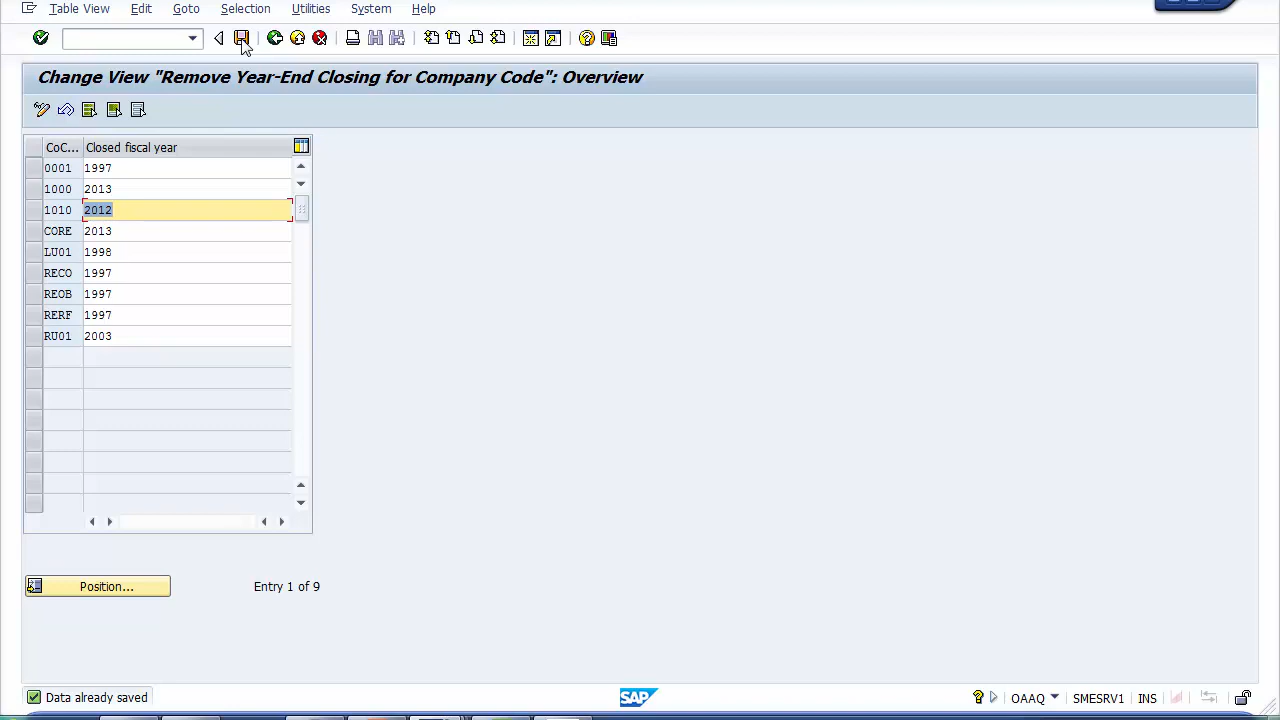 Table View Edit Goto Selection Utilities System Help
Change View "Remove Year-End Closing for Company Code": Overview
CoC... Closed fiscal year
0001 1997
1000 2013
1010 2012
CORE 2013
LU01 1998
RECO 1997
REOB 1997
RERF 1997
RU01 2003
Position... Entry 1 of 9
Data already saved SAP OAAQ SMESRV1 INS